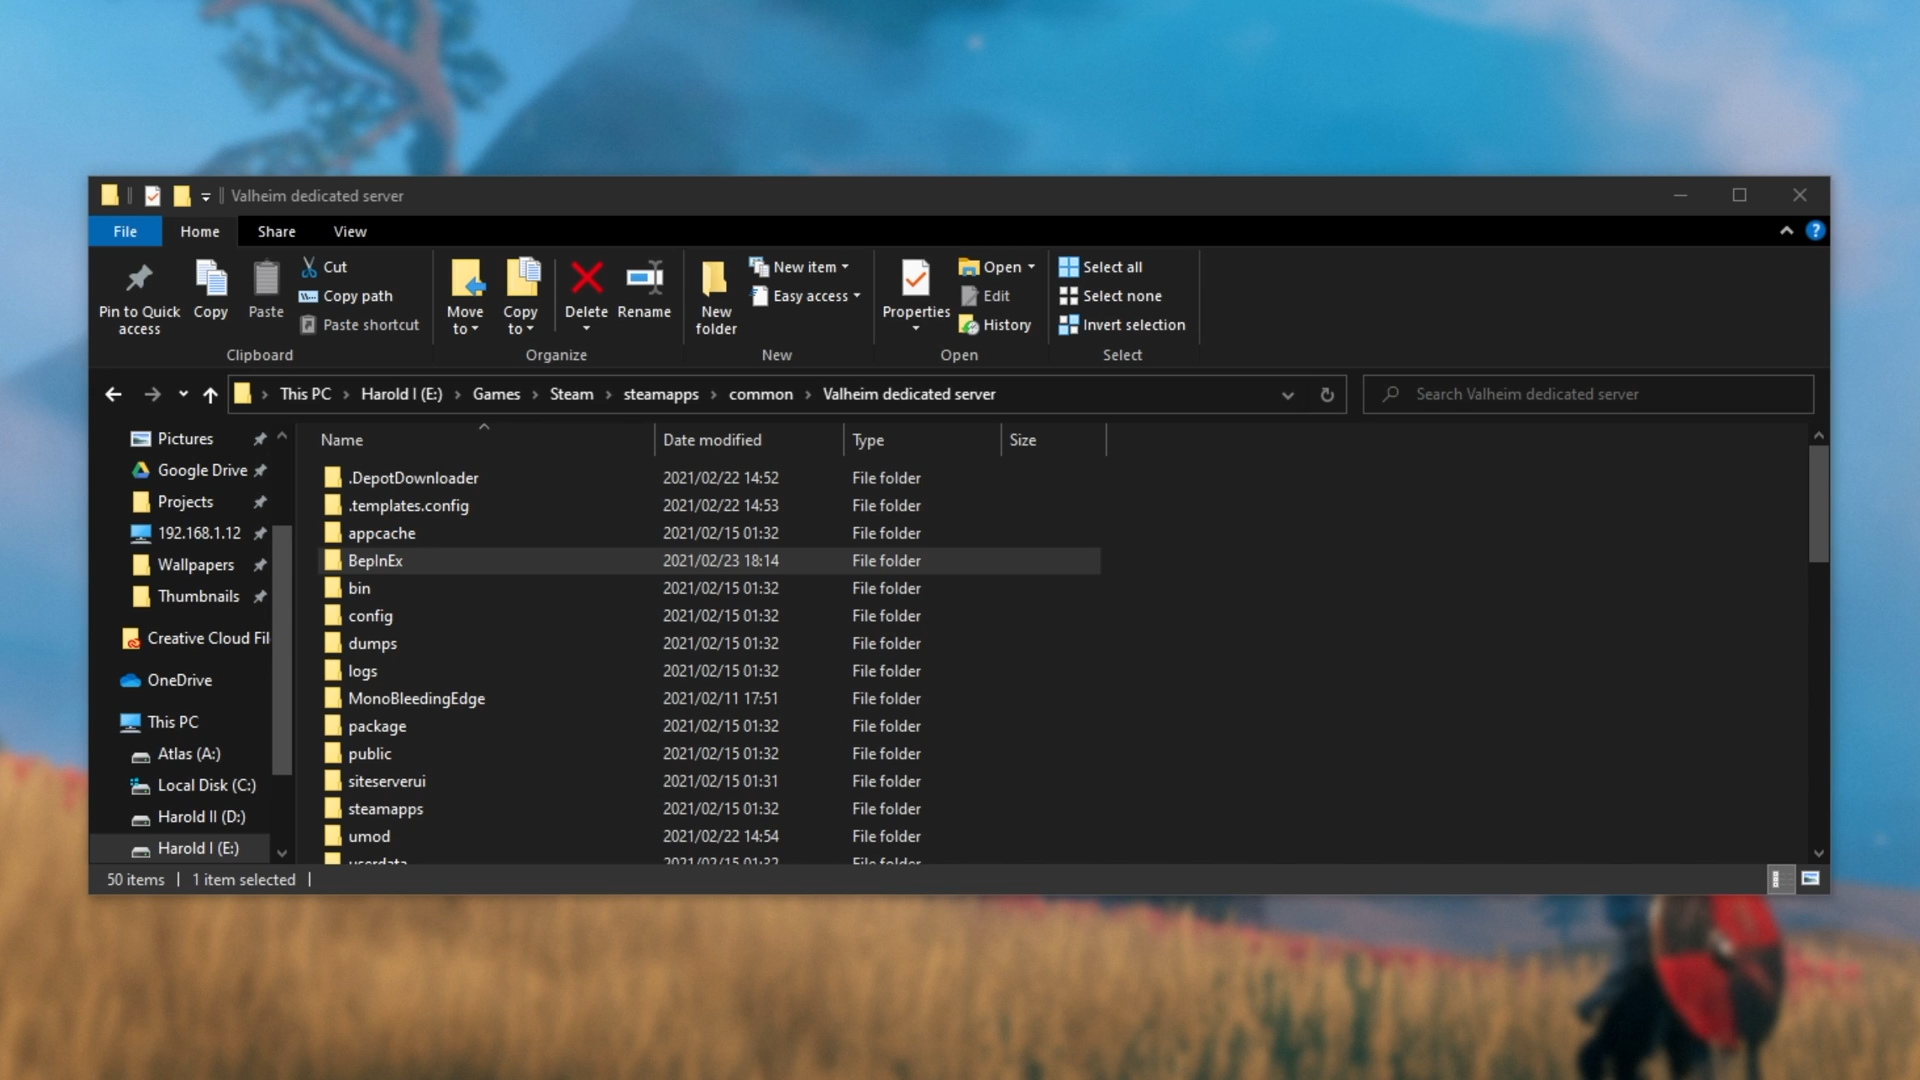 Valheim dedicated server
File Home Share View
Pin to Quick access
Copy
Paste
Cut
Copy path
Paste shortcut
Clipboard
Move to
Copy to
Delete
Rename
Organize
New folder
New item
Easy access
New
Properties
Open
Edit
History
Open
Select all
Select none
Invert selection
Select
This PC > Harold I (E:) > Games > Steam > steamapps > common > Valheim dedicated server
Search Valheim dedicated server
Pictures
Google Drive
Projects
192.168.1.12
Wallpapers
Thumbnails
Creative Cloud Fil
OneDrive
This PC
Atlas (A:)
Local Disk (C:)
Harold II (D:)
Harold I (E:)
Name Date modified Type Size
.DepotDownloader 2021/02/22 14:52 File folder
.templates.config 2021/02/22 14:53 File folder
appcache 2021/02/15 01:32 File folder
BepInEx 2021/02/23 18:14 File folder
bin 2021/02/15 01:32 File folder
config 2021/02/15 01:32 File folder
dumps 2021/02/15 01:32 File folder
logs 2021/02/15 01:32 File folder
MonoBleedingEdge 2021/02/11 17:51 File folder
package 2021/02/15 01:32 File folder
public 2021/02/15 01:32 File folder
siteserverui 2021/02/15 01:31 File folder
steamapps 2021/02/15 01:32 File folder
umod 2021/02/22 14:54 File folder
userdata 2021/02/15 01:32 File folder
50 items | 1 item selected |